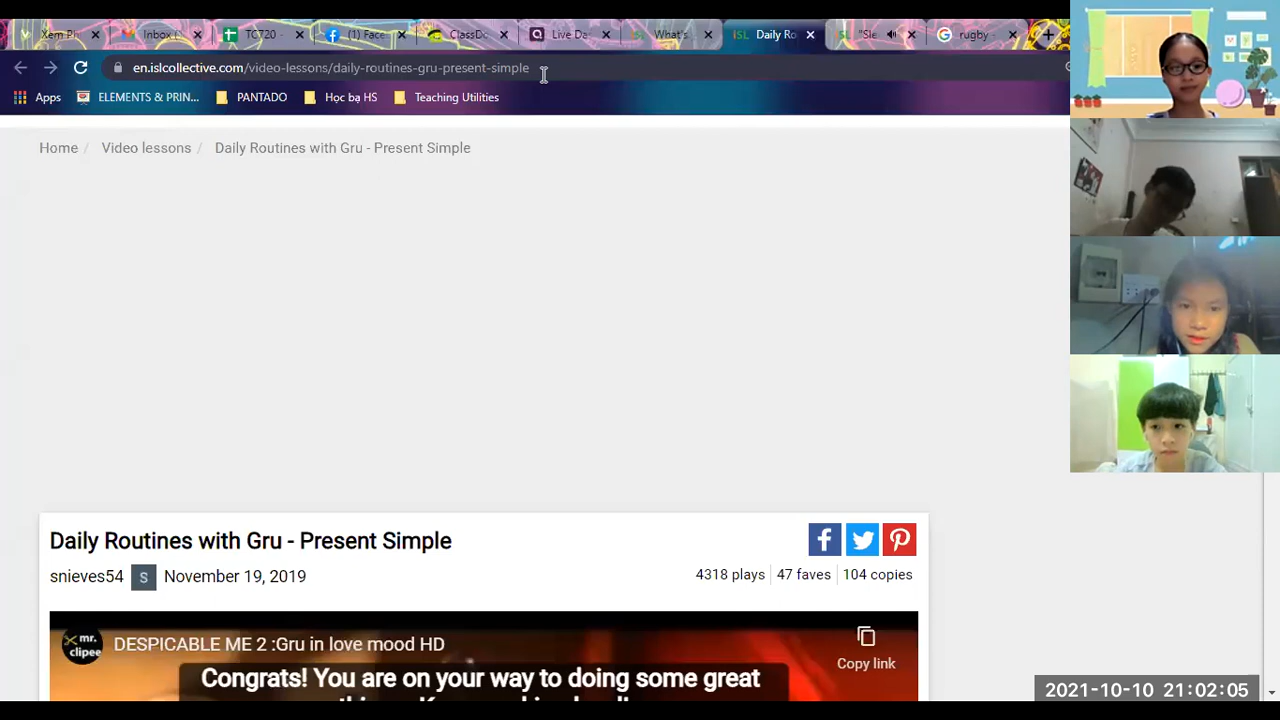 Xem Ph
Inbox (
TC720 -
(1) Face
ClassDo
Live Da
What's
Daily Ro
"Sle
rugby -
en.islcollective.com/video-lessons/daily-routines-gru-present-simple
Apps ELEMENTS & PRIN... PANTADO Học bạ HS Teaching Utilities
Home / Video lessons / Daily Routines with Gru - Present Simple
Daily Routines with Gru - Present Simple
snieves54 S November 19, 2019
4318 plays 47 faves 104 copies
mr. clipee
DESPICABLE ME 2 :Gru in love mood HD
Copy link
Congrats! You are on your way to doing some great
2021-10-10 21:02:05